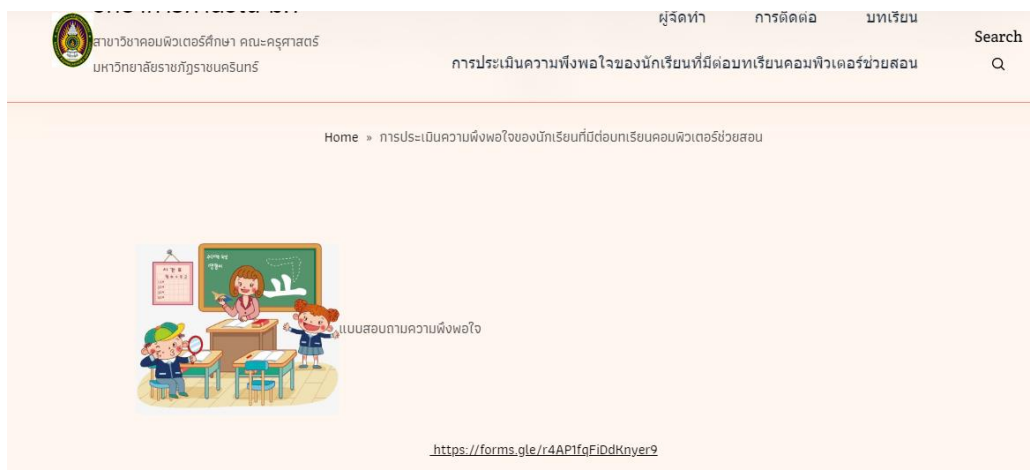 ผู้จัดทำ การติดต่อ บทเรียน
Search
สาขาวิชาคอมพิวเตอร์ศึกษา คณะครุศาสตร์
มหาวิทยาลัยราชภัฏราชนครินทร์
การประเมินความพึงพอใจของนักเรียนที่มีต่อบทเรียนคอมพิวเตอร์ช่วยสอน
Home » การประเมินความพึงพอใจของนักเรียนที่มีต่อบทเรียนคอมพิวเตอร์ช่วยสอน
แบบสอบถามความพึงพอใจ
https://forms.gle/r4AP1fqFiDdKnyer9